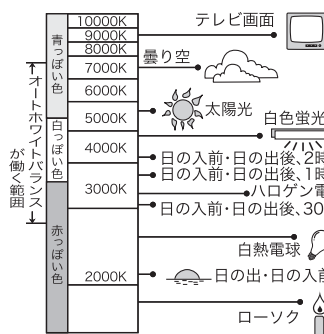 10000K
9000K
8000K
7000K
6000K
5000K
4000K
3000K
2000K
青っぽい色
白っぽい色
赤っぽい色
オートホワイトバランス
が働く範囲
テレビ画面
曇り空
太陽光
白色蛍光
日の入前・日の出後、2時
日の入前・日の出後、1時
ハロゲン電
日の入前・日の出後、30
白熱電球
日の出・日の入前
ローソク